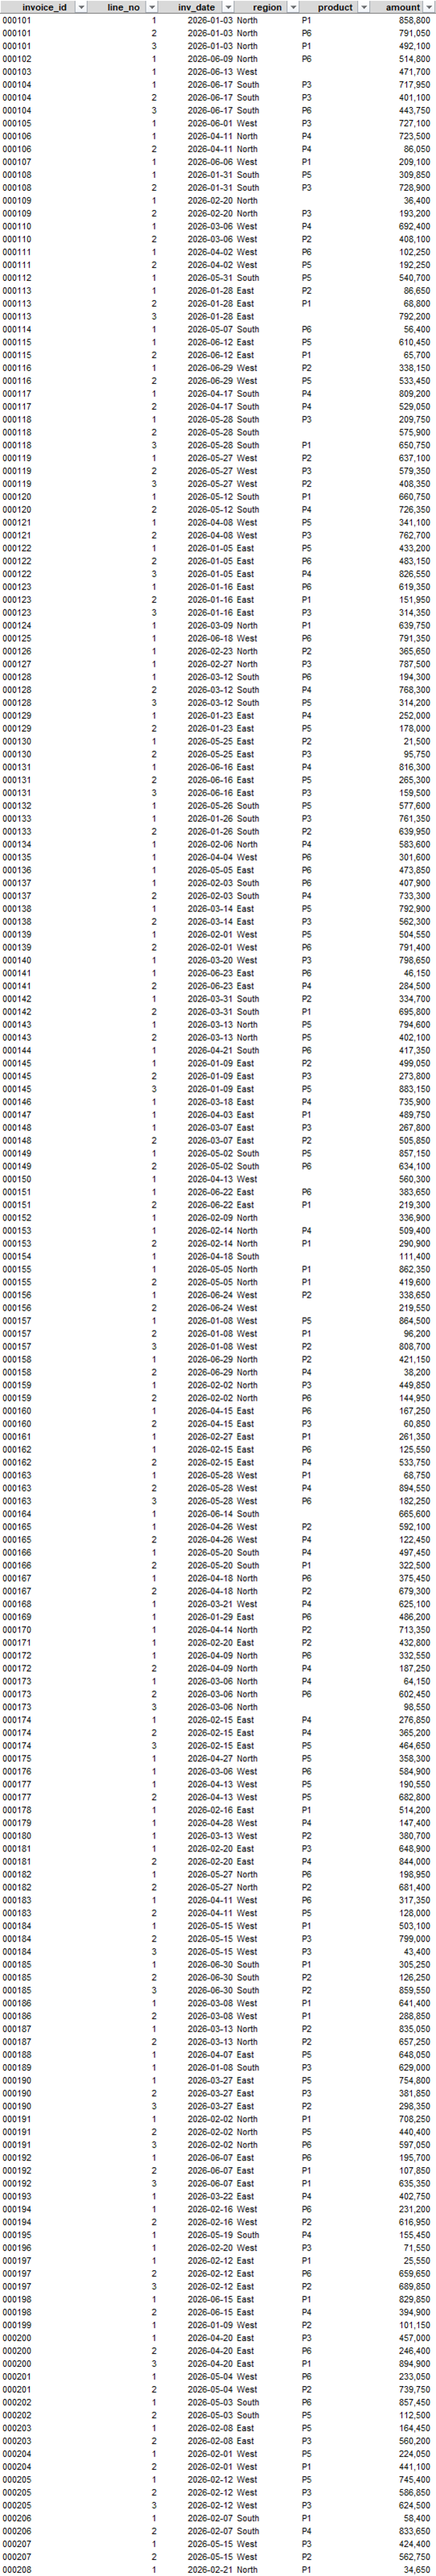 invoice_id line_no inv_date region product amount
000101 1 2026-01-03 North P1 858,800
000101 2 2026-01-03 North P6 791,050
000101 3 2026-01-03 North P1 492,100
000102 1 2026-06-09 North P6 514,800
000103 1 2026-06-13 West 471,700
000104 1 2026-06-17 South P3 717,950
000104 2 2026-06-17 South P3 401,100
000104 3 2026-06-17 South P6 443,750
000105 1 2026-06-01 West P3 727,100
000106 1 2026-04-11 North P4 723,500
000106 2 2026-04-11 North P4 86,050
000107 1 2026-06-06 West P1 209,100
000108 1 2026-01-31 South P5 309,850
000108 2 2026-01-31 South P3 728,900
000109 1 2026-02-20 North 36,400
000109 2 2026-02-20 North P3 193,200
000110 1 2026-03-06 West P4 692,400
000110 2 2026-03-06 West P2 408,100
000111 1 2026-04-02 West P6 102,250
000111 2 2026-04-02 West P5 192,250
000112 1 2026-05-31 South P5 540,700
000113 1 2026-01-28 East P2 86,650
000113 2 2026-01-28 East P1 68,800
000113 3 2026-01-28 East 792,200
000114 1 2026-05-07 South P6 56,400
000115 1 2026-06-12 East P5 610,450
000115 2 2026-06-12 East P1 65,700
000116 1 2026-06-29 West P2 338,150
000116 2 2026-06-29 West P5 533,450
000117 1 2026-04-17 South P4 809,200
000117 2 2026-04-17 South P4 529,050
000118 1 2026-05-28 South P3 209,750
000118 2 2026-05-28 South 575,900
000118 3 2026-05-28 South P1 650,750
000119 1 2026-05-27 West P2 637,100
000119 2 2026-05-27 West P3 579,350
000119 3 2026-05-27 West P2 408,350
000120 1 2026-05-12 South P1 660,750
000120 2 2026-05-12 South P4 726,350
000121 1 2026-04-08 West P5 341,100
000121 2 2026-04-08 West P3 762,700
000122 1 2026-01-05 East P5 433,200
000122 2 2026-01-05 East P6 483,150
000122 3 2026-01-05 East P4 826,550
000123 1 2026-01-16 East P6 619,350
000123 2 2026-01-16 East P1 151,950
000123 3 2026-01-16 East P3 314,350
000124 1 2026-03-09 North P1 639,750
000125 1 2026-06-18 West P6 791,350
000126 1 2026-02-23 North P2 365,650
000127 1 2026-02-27 North P3 787,500
000128 1 2026-03-12 South P6 194,300
000128 2 2026-03-12 South P4 768,300
000128 3 2026-03-12 South P5 314,200
000129 1 2026-01-23 East P4 252,000
000129 2 2026-01-23 East P5 178,000
000130 1 2026-05-25 East P2 21,500
000130 2 2026-05-25 East P3 95,750
000131 1 2026-06-16 East P4 816,300
000131 2 2026-06-16 East P5 265,300
000131 3 2026-06-16 East P3 159,500
000132 1 2026-05-26 South P5 577,600
000133 1 2026-01-26 South P3 761,350
000133 2 2026-01-26 South P2 639,950
000134 1 2026-02-06 North P4 583,600
000135 1 2026-04-04 West P6 301,600
000136 1 2026-05-05 East P6 473,850
000137 1 2026-02-03 South P6 407,900
000137 2 2026-02-03 South P4 733,300
000138 1 2026-03-14 East P5 792,900
000138 2 2026-03-14 East P3 562,300
000139 1 2026-02-01 West P5 504,550
000139 2 2026-02-01 West P6 791,400
000140 1 2026-03-20 West P3 798,650
000141 1 2026-06-23 East P6 46,150
000141 2 2026-06-23 East P4 284,500
000142 1 2026-03-31 South P2 334,700
000142 2 2026-03-31 South P1 695,800
000143 1 2026-03-13 North P5 794,600
000143 2 2026-03-13 North P5 402,100
000144 1 2026-04-21 South P6 417,350
000145 1 2026-01-09 East P2 499,050
000145 2 2026-01-09 East P3 273,800
000145 3 2026-01-09 East P5 883,150
000146 1 2026-03-18 East P4 735,900
000147 1 2026-04-03 East P1 489,750
000148 1 2026-03-07 East P3 267,800
000148 2 2026-03-07 East P2 505,850
000149 1 2026-05-02 South P5 857,150
000149 2 2026-05-02 South P6 634,100
000150 1 2026-04-13 West 560,300
000151 1 2026-06-22 East P6 383,650
000151 2 2026-06-22 East P1 219,300
000152 1 2026-02-09 North 336,900
000153 1 2026-02-14 North P4 509,400
000153 2 2026-02-14 North P1 290,900
000154 1 2026-04-18 South 111,400
000155 1 2026-05-05 North P1 862,350
000155 2 2026-05-05 North P1 419,600
000156 1 2026-06-24 West P2 338,650
000156 2 2026-06-24 West 219,550
000157 1 2026-01-08 West P5 864,500
000157 2 2026-01-08 West P1 96,200
000157 3 2026-01-08 West P2 808,700
000158 1 2026-06-29 North P2 421,150
000158 2 2026-06-29 North P4 38,200
000159 1 2026-02-02 North P3 449,850
000159 2 2026-02-02 North P6 144,950
000160 1 2026-04-15 East P6 167,250
000160 2 2026-04-15 East P3 60,850
000161 1 2026-02-27 East P1 261,350
000162 1 2026-02-15 East P6 125,550
000162 2 2026-02-15 East P4 533,750
000163 1 2026-05-28 West P1 68,750
000163 2 2026-05-28 West P4 894,550
000163 3 2026-05-28 West P6 182,250
000164 1 2026-06-14 South 665,600
000165 1 2026-04-26 West P2 592,100
000165 2 2026-04-26 West P4 122,450
000166 1 2026-05-20 South P4 497,450
000166 2 2026-05-20 South P1 322,500
000167 1 2026-04-18 North P6 375,450
000167 2 2026-04-18 North P2 679,300
000168 1 2026-03-21 West P4 625,100
000169 1 2026-01-29 East P6 486,200
000170 1 2026-04-14 North P2 713,350
000171 1 2026-02-20 East P2 432,800
000172 1 2026-04-09 North P6 332,550
000172 2 2026-04-09 North P4 187,250
000173 1 2026-03-06 North P4 64,150
000173 2 2026-03-06 North P6 602,450
000173 3 2026-03-06 North 98,550
000174 1 2026-02-15 East P4 276,850
000174 2 2026-02-15 East P4 365,200
000174 3 2026-02-15 East P5 464,650
000175 1 2026-04-27 North P5 358,300
000176 1 2026-03-06 West P6 584,900
000177 1 2026-04-13 West P5 190,550
000177 2 2026-04-13 West P5 682,800
000178 1 2026-02-16 East P1 514,200
000179 1 2026-04-28 West P4 147,400
000180 1 2026-03-13 West P2 380,700
000181 1 2026-02-20 East P3 648,900
000181 2 2026-02-20 East P4 844,000
000182 1 2026-05-27 North P6 198,950
000182 2 2026-05-27 North P2 681,400
000183 1 2026-04-11 West P6 317,350
000183 2 2026-04-11 West P5 128,000
000184 1 2026-05-15 West P1 503,100
000184 2 2026-05-15 West P3 799,000
000184 3 2026-05-15 West P3 43,400
000185 1 2026-06-30 South P1 305,250
000185 2 2026-06-30 South P2 126,250
000185 3 2026-06-30 South P2 859,550
000186 1 2026-03-08 West P1 641,400
000186 2 2026-03-08 West P1 288,850
000187 1 2026-03-13 North P2 835,050
000187 2 2026-03-13 North P2 657,250
000188 1 2026-04-07 East P5 648,050
000189 1 2026-01-08 South P3 629,000
000190 1 2026-03-27 East P5 754,800
000190 2 2026-03-27 East P3 381,850
000190 3 2026-03-27 East P2 298,350
000191 1 2026-02-02 North P1 708,250
000191 2 2026-02-02 North P5 440,400
000191 3 2026-02-02 North P6 597,050
000192 1 2026-06-07 East P6 195,700
000192 2 2026-06-07 East P1 107,850
000192 3 2026-06-07 East P1 635,350
000193 1 2026-03-22 East P4 402,750
000194 1 2026-02-16 West P6 231,200
000194 2 2026-02-16 West P2 616,950
000195 1 2026-05-19 South P4 155,450
000196 1 2026-02-20 West P3 71,550
000197 1 2026-02-12 East P1 25,550
000197 2 2026-02-12 East P6 659,650
000197 3 2026-02-12 East P2 689,850
000198 1 2026-06-15 East P1 829,850
000198 2 2026-06-15 East P4 394,900
000199 1 2026-01-09 West P2 101,150
000200 1 2026-04-20 East P3 457,000
000200 2 2026-04-20 East P6 246,400
000200 3 2026-04-20 East P1 894,900
000201 1 2026-05-04 West P6 233,050
000201 2 2026-05-04 West P2 739,750
000202 1 2026-05-03 South P6 857,450
000202 2 2026-05-03 South P5 112,500
000203 1 2026-02-08 East P5 164,450
000203 2 2026-02-08 East P3 560,200
000204 1 2026-02-01 West P5 224,050
000204 2 2026-02-01 West P1 441,100
000205 1 2026-02-12 West P5 745,400
000205 2 2026-02-12 West P3 586,850
000205 3 2026-02-12 West P3 624,500
000206 1 2026-02-07 South P1 58,400
000206 2 2026-02-07 South P4 833,650
000207 1 2026-05-15 West P3 424,400
000207 2 2026-05-15 West P2 562,750
000208 1 2026-02-21 North P1 34,650